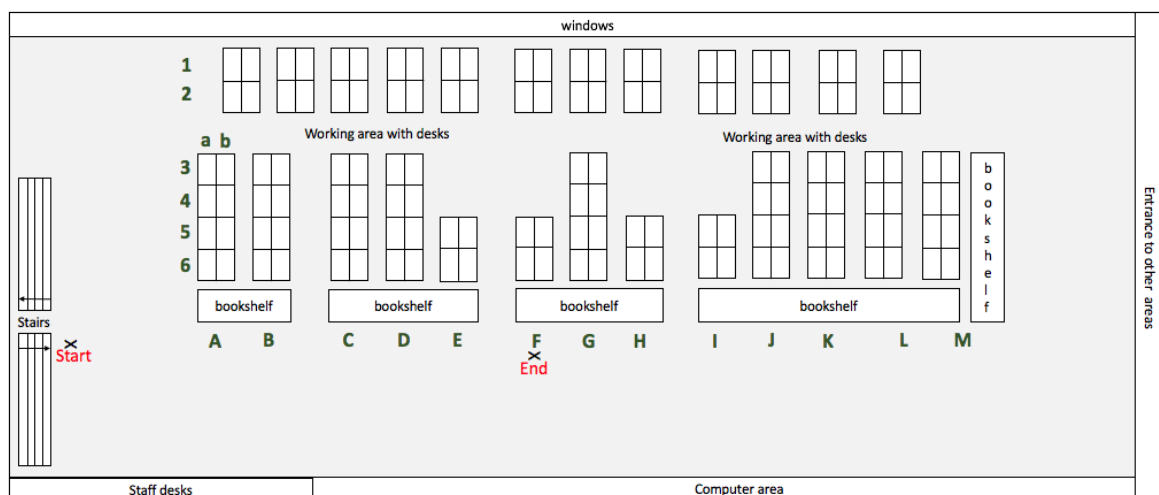 windows
1
2
Working area with desks
Working area with desks
a b
3
4
5
6
bookshelf
Entrance to other areas
bookshelf
bookshelf
bookshelf
bookshelf
Stairs
A B C D E F G H I J K L M
X
Start
X
End
Staff desks
Computer area